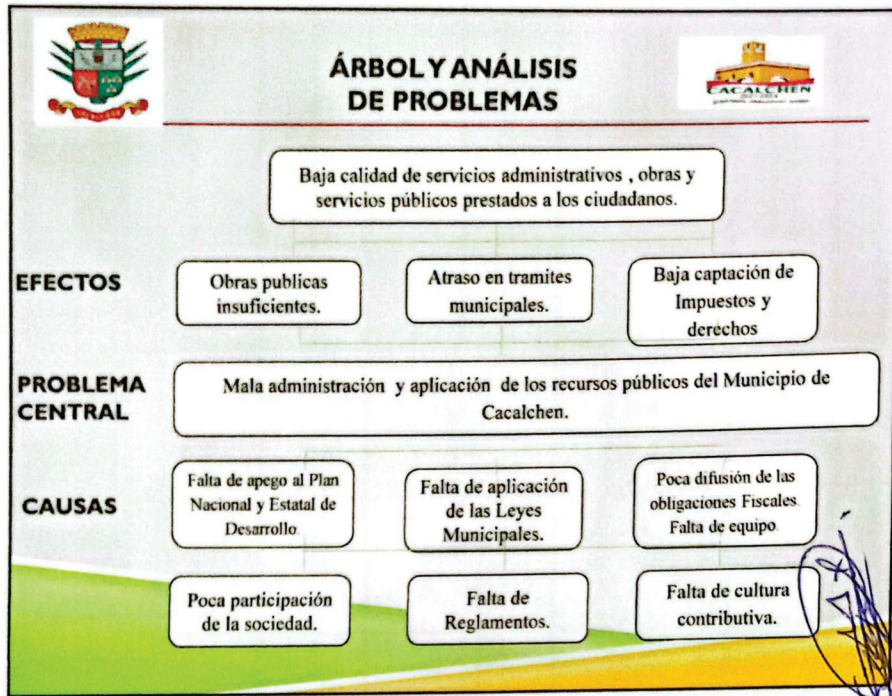 ÁRBOL Y ANÁLISIS
DE PROBLEMAS
CACALCHEN
Baja calidad de servicios administrativos , obras y
servicios públicos prestados a los ciudadanos.
EFECTOS
Obras publicas
insuficientes.
Atraso en tramites
municipales.
Baja captación de
Impuestos y
derechos
PROBLEMA
CENTRAL
Mala administración y aplicación de los recursos públicos del Municipio de
Cacalchen.
CAUSAS
Falta de apego al Plan
Nacional y Estatal de
Desarrollo.
Falta de aplicación
de las Leyes
Municipales.
Poca difusión de las
obligaciones Fiscales.
Falta de equipo.
Poca participación
de la sociedad.
Falta de
Reglamentos.
Falta de cultura
contributiva.